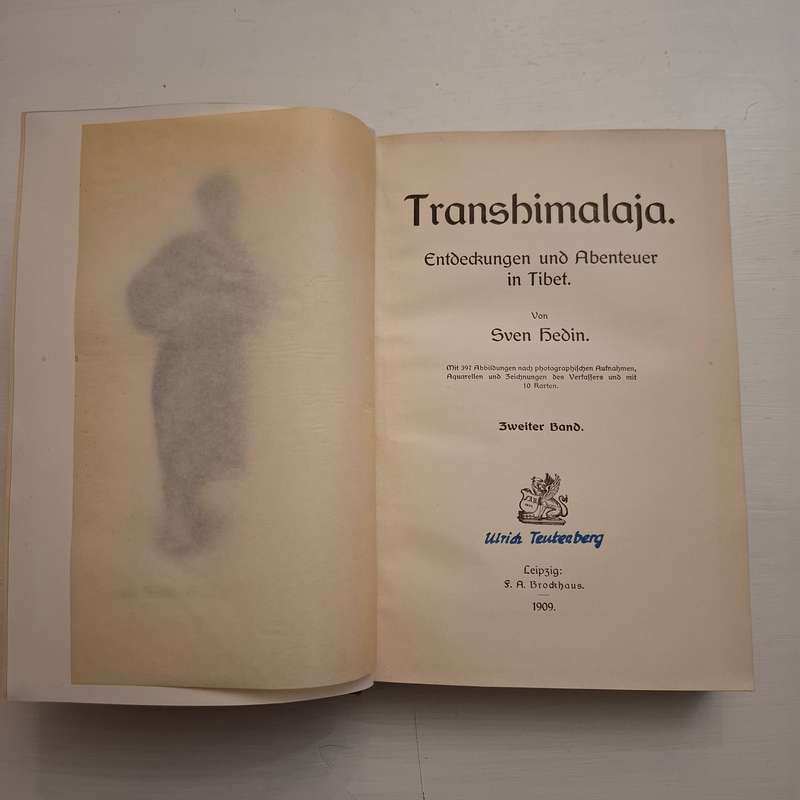 Transhimalaja.
Entdeckungen und Abenteuer
in Tibet.
Von
Sven Hedin.
Mit 397 Abbildungen nach photographischen Aufnahmen,
Aquarellen und Zeichnungen des Verfassers und mit
10 Karten.
Zweiter Band.
Ulrich Teutenberg
Leipzig:
F. A. Brockhaus.
1909.